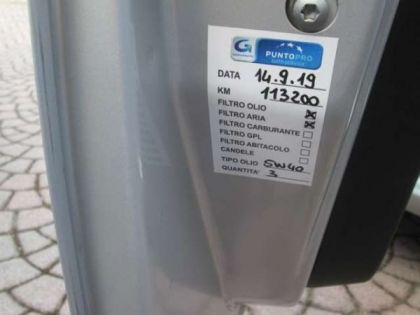 G PUNTOPRO
DATA 14.9.19
KM 113200
FILTRO OLIO
FILTRO ARIA
FILTRO CARBURANTE
FILTRO GPL
FILTRO ABITACOLO
CANDELE
TIPO OLIO 5W40
QUANTITA' 3